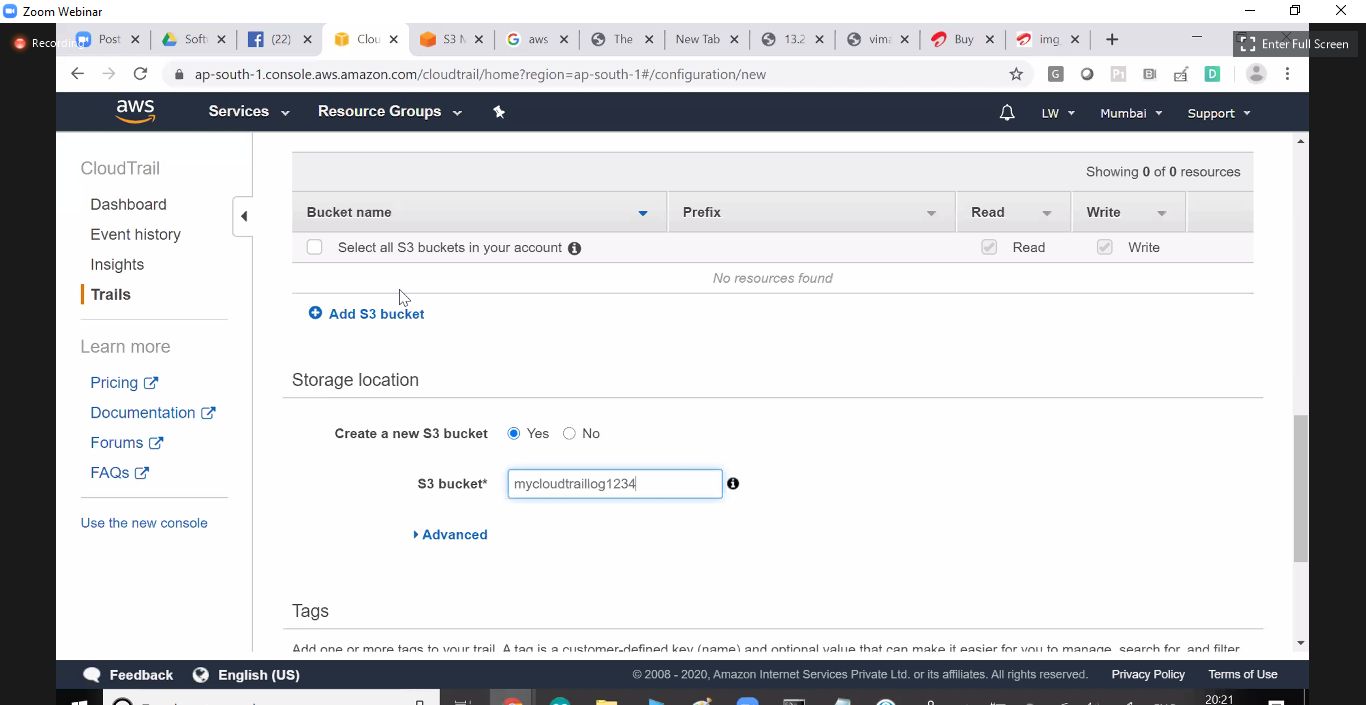 Zoom Webinar
Recording
Post
Soft
(22)
Clou
S3 M
aws
The
New Tab
13.2
vim
Buy
img
Enter Full Screen
ap-south-1.console.aws.amazon.com/cloudtrail/home?region=ap-south-1#/configuration/new
aws
Services
Resource Groups
LW
Mumbai
Support
CloudTrail
Dashboard
Event history
Insights
Trails
Learn more
Pricing
Documentation
Forums
FAQs
Use the new console
Showing 0 of 0 resources
Bucket name
Prefix
Read
Write
Select all S3 buckets in your account
Read
Write
No resources found
Add S3 bucket
Storage location
Create a new S3 bucket
Yes
No
S3 bucket*
mycloudtraillog1234
Advanced
Tags
Add one or more tags to your trail. A tag is a customer-defined key (name) and optional value that can make it easier for you to manage, search for, and filter
Feedback
English (US)
© 2008 - 2020, Amazon Internet Services Private Ltd. or its affiliates. All rights reserved.
Privacy Policy
Terms of Use
20:21